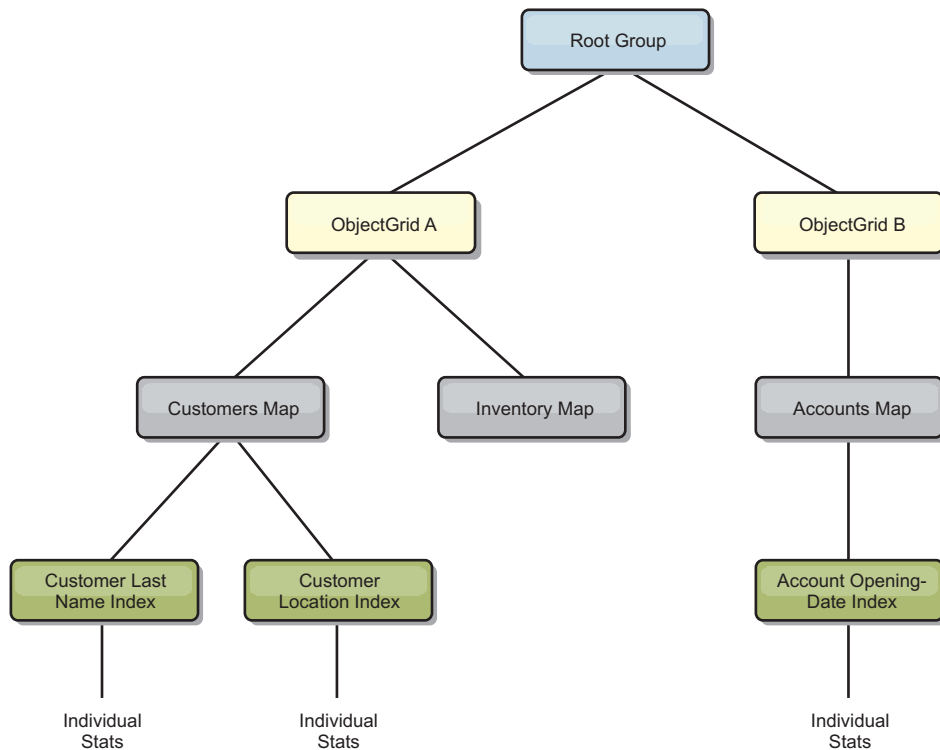 Root Group
ObjectGrid A
ObjectGrid B
Customers Map
Inventory Map
Accounts Map
Customer Last
Name Index
Customer
Location Index
Account Opening-
Date Index
Individual
Stats
Individual
Stats
Individual
Stats